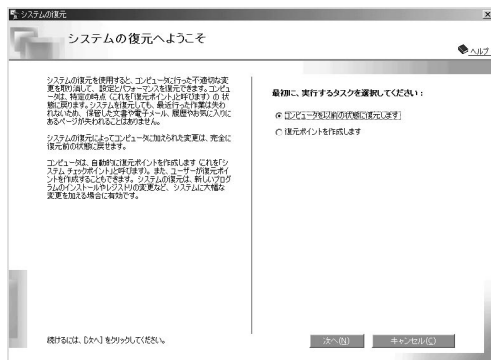 システムの復元
システムの復元へようこそ
ヘルプ
システムの復元を使用すると、コンピュータに行った不適切な変
更を取り消して、設定とパフォーマンスを復元できます。コンピュ
ータは、特定の時点 (これを「復元ポイント」と呼びます) の 状
態に戻ります。システムを復元しても、最近行った作業は失わ
れないため、保管した文書や電子メール、履歴やお気に入りに
あるページが失われることはありません。
システムの復元によってコンピュータに加えられた変更は、完全に
復元前の状態に戻せます。
コンピュータは、自動的に復元ポイントを作成します (これを「シ
ステム チェックポイント」と呼びます)。また、ユーザーが復元ポイ
ントを作成することもできます。システムの復元は、新しいプログ
ラムのインストールやレジストリの変更など、システムに大幅な
変更を加える場合に有効です。
続けるには、[次へ] をクリックしてください。
最初に、実行するタスクを選択してください :
コンピュータを以前の状態に復元します
復元ポイントを作成します
次へ(N)
キャンセル(C)